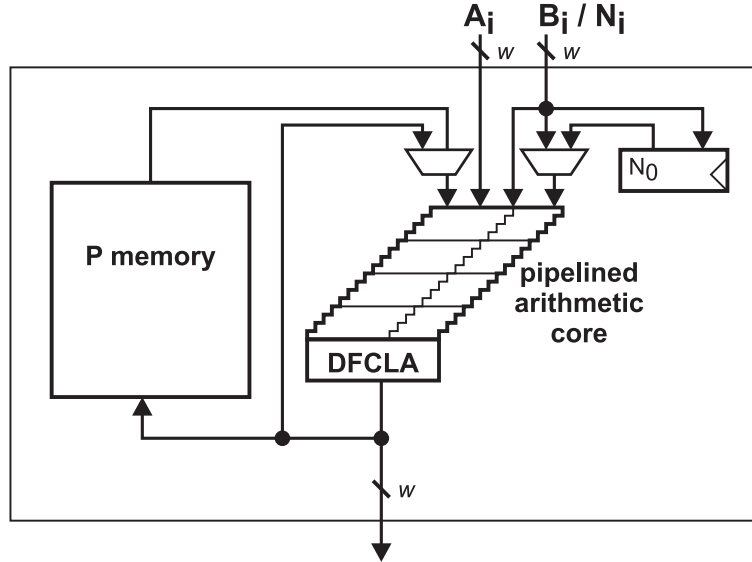 Ai
Bi / Ni
w
w
N0
P memory
pipelined
arithmetic
core
DFCLA
w